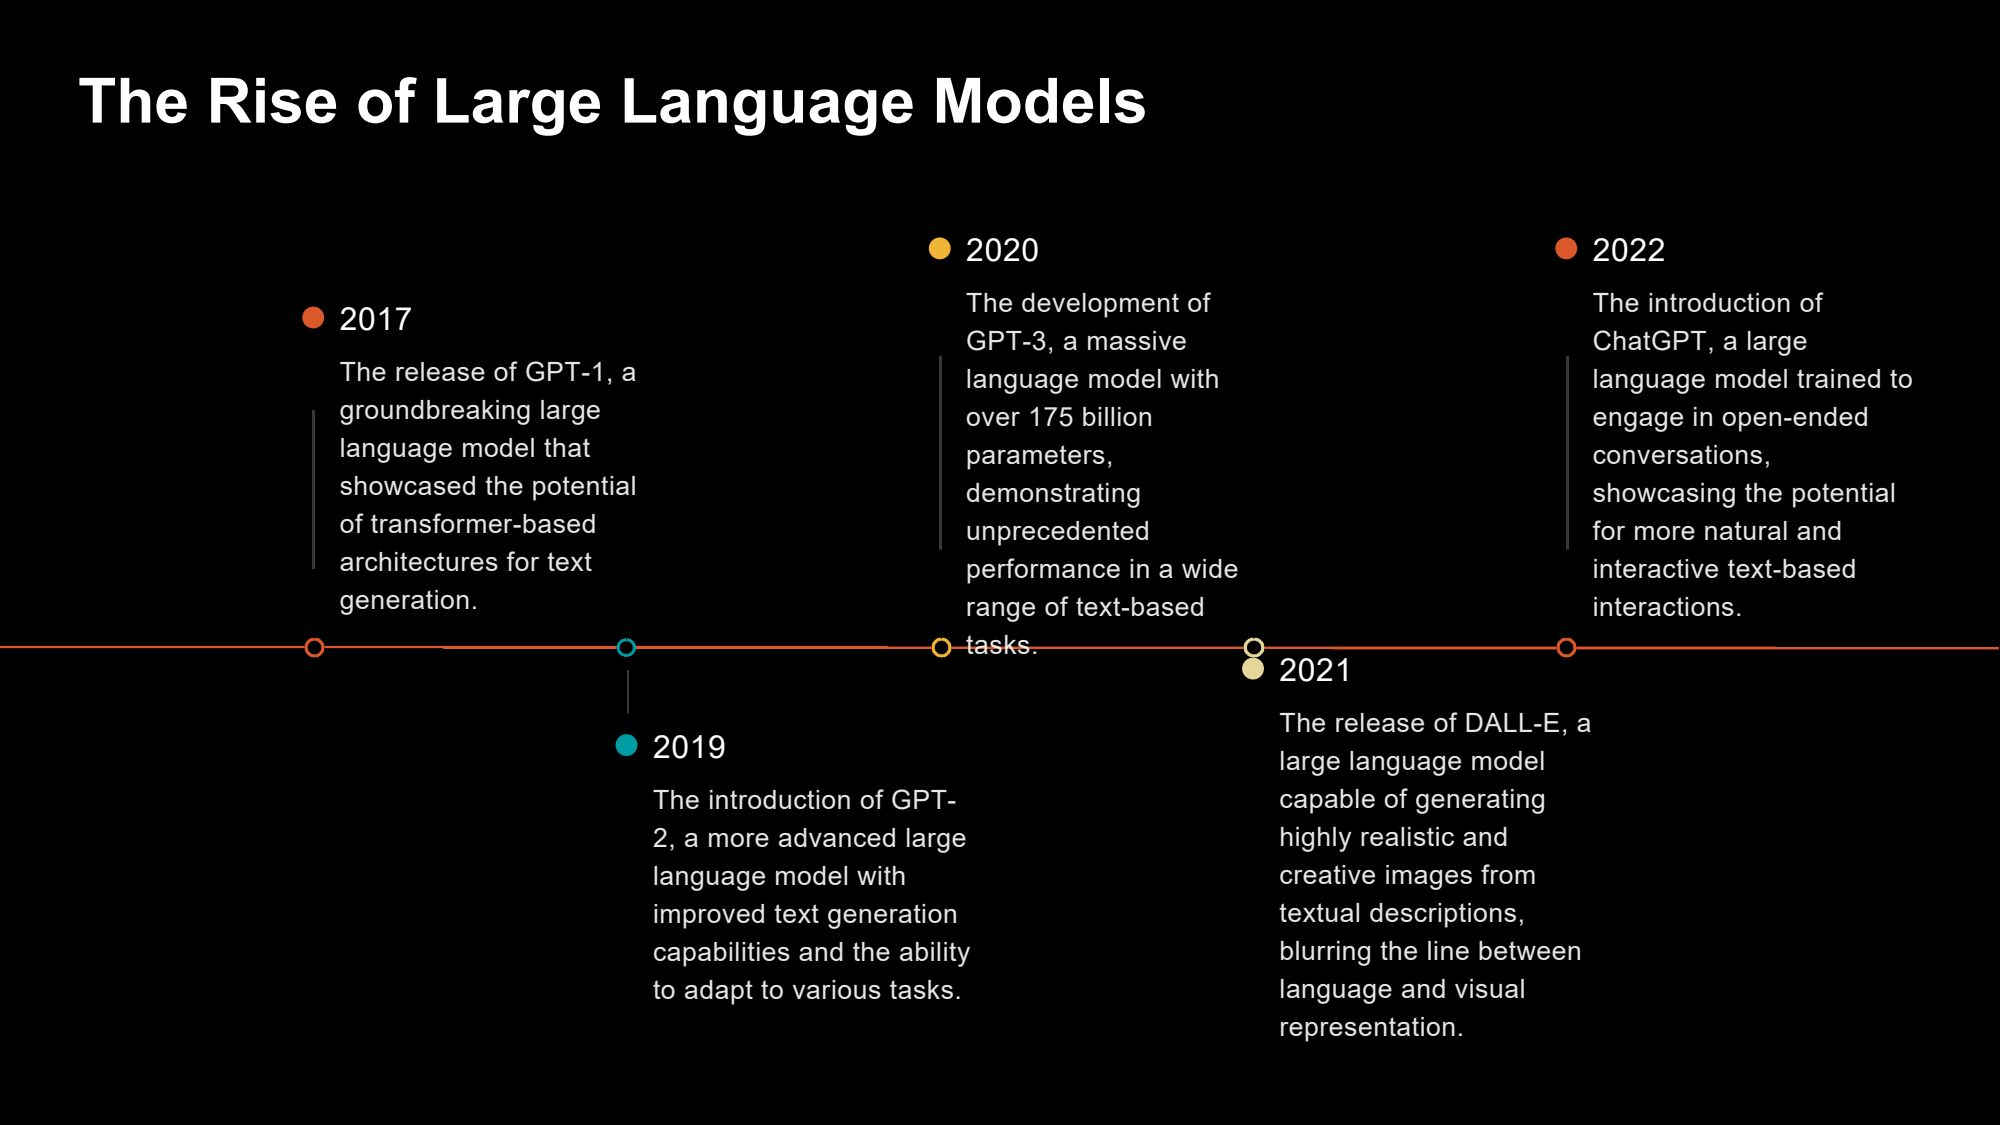 The Rise of Large Language Models
2017
The release of GPT-1, a
groundbreaking large
language model that
showcased the potential
of transformer-based
architectures for text
generation.
2019
The introduction of GPT-
2, a more advanced large
language model with
improved text generation
capabilities and the ability
to adapt to various tasks.
2020
The development of
GPT-3, a massive
language model with
over 175 billion
parameters,
demonstrating
unprecedented
performance in a wide
range of text-based
tasks.
2021
The release of DALL-E, a
large language model
capable of generating
highly realistic and
creative images from
textual descriptions,
blurring the line between
language and visual
representation.
2022
The introduction of
ChatGPT, a large
language model trained to
engage in open-ended
conversations,
showcasing the potential
for more natural and
interactive text-based
interactions.